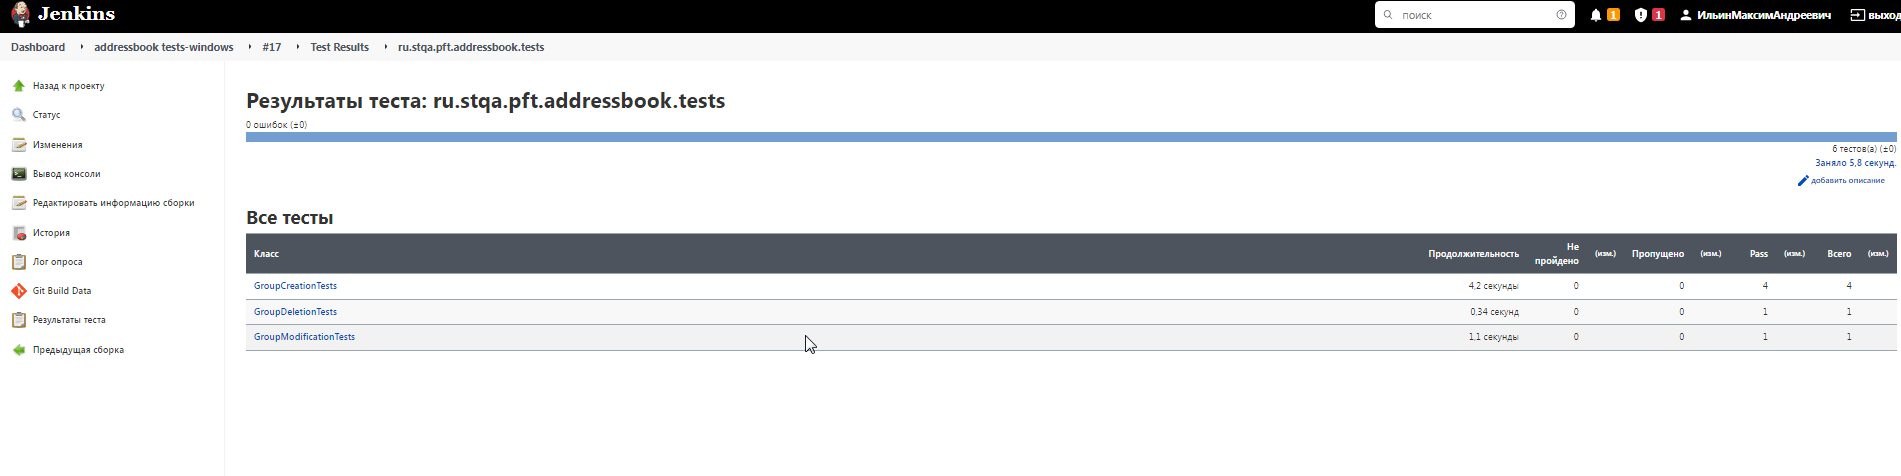 Jenkins
поиск
1
1
ИльинМаксимАндреевич
выход
Dashboard
addressbook tests-windows
#17
Test Results
ru.stqa.pft.addressbook.tests
Назад к проекту
Статус
Изменения
Вывод консоли
Редактировать информацию сборки
История
Лог опроса
Git Build Data
Результаты теста
Предыдущая сборка
Результаты теста: ru.stqa.pft.addressbook.tests
0 ошибок (±0)
6 тестов(а) (±0)
Заняло 5,8 секунд.
добавить описание
Все тесты
Класс Продолжительность Не пройдено (изм.) Пропущено (изм.) Pass (изм.) Всего (изм.)
GroupCreationTests 4,2 секунды 0 0 4 4
GroupDeletionTests 0,34 секунд 0 0 1 1
GroupModificationTests 1,1 секунды 0 0 1 1